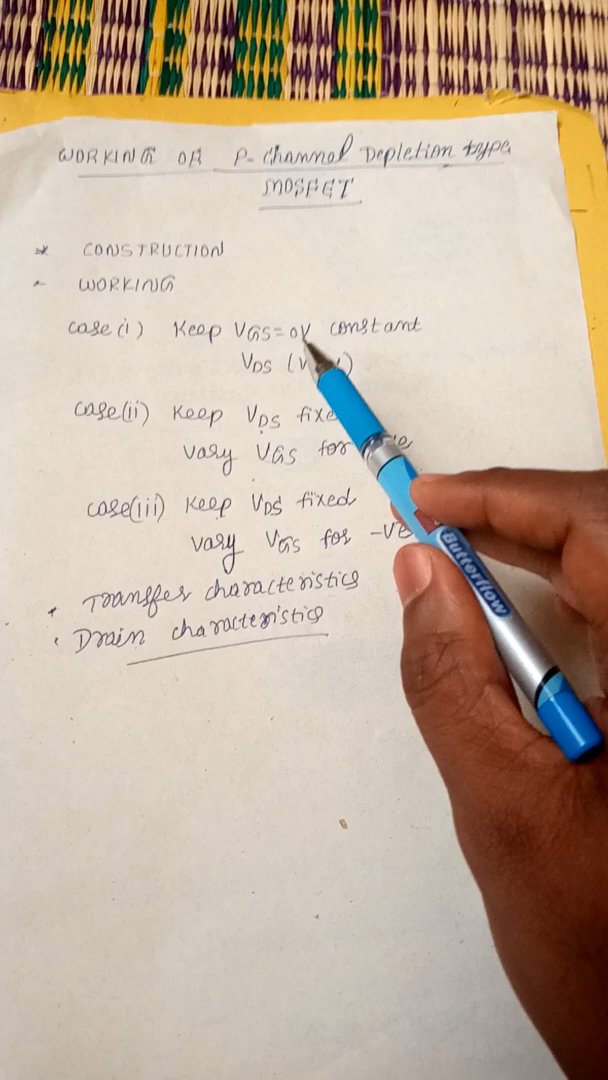 WORKING OF P-Channel Depletion type
MOSFET
* CONSTRUCTION
- WORKING
case(i) Keep VGS=0V constant
VDS (
case(ii) Keep VDS
vary VGS for
case(iii) Keep VDS fixed
vary VGS for -ve
* Transfer characteristics
• Drain characteristics
Butterflow